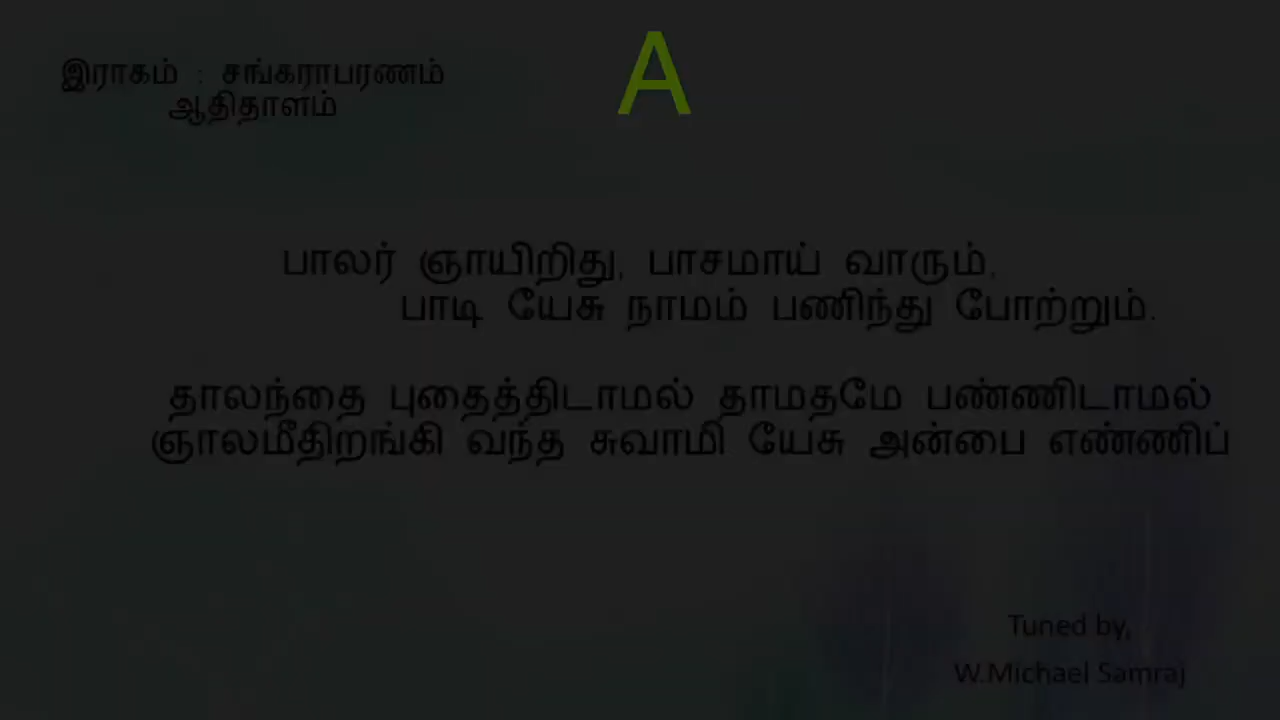 A
இராகம் : சங்கராபரணம்
ஆதிதாளம்
பாலர் ஞாயிறிது, பாசமாய் வாரும்,
பாடி யேசு நாமம் பணிந்து போற்றும்.
தாலந்தை புதைத்திடாமல் தாமதமே பண்ணிடாமல்
ஞாலமீதிறங்கி வந்த சுவாமி யேசு அன்பை எண்ணிப்
Tuned by,
W.Michael Samraj